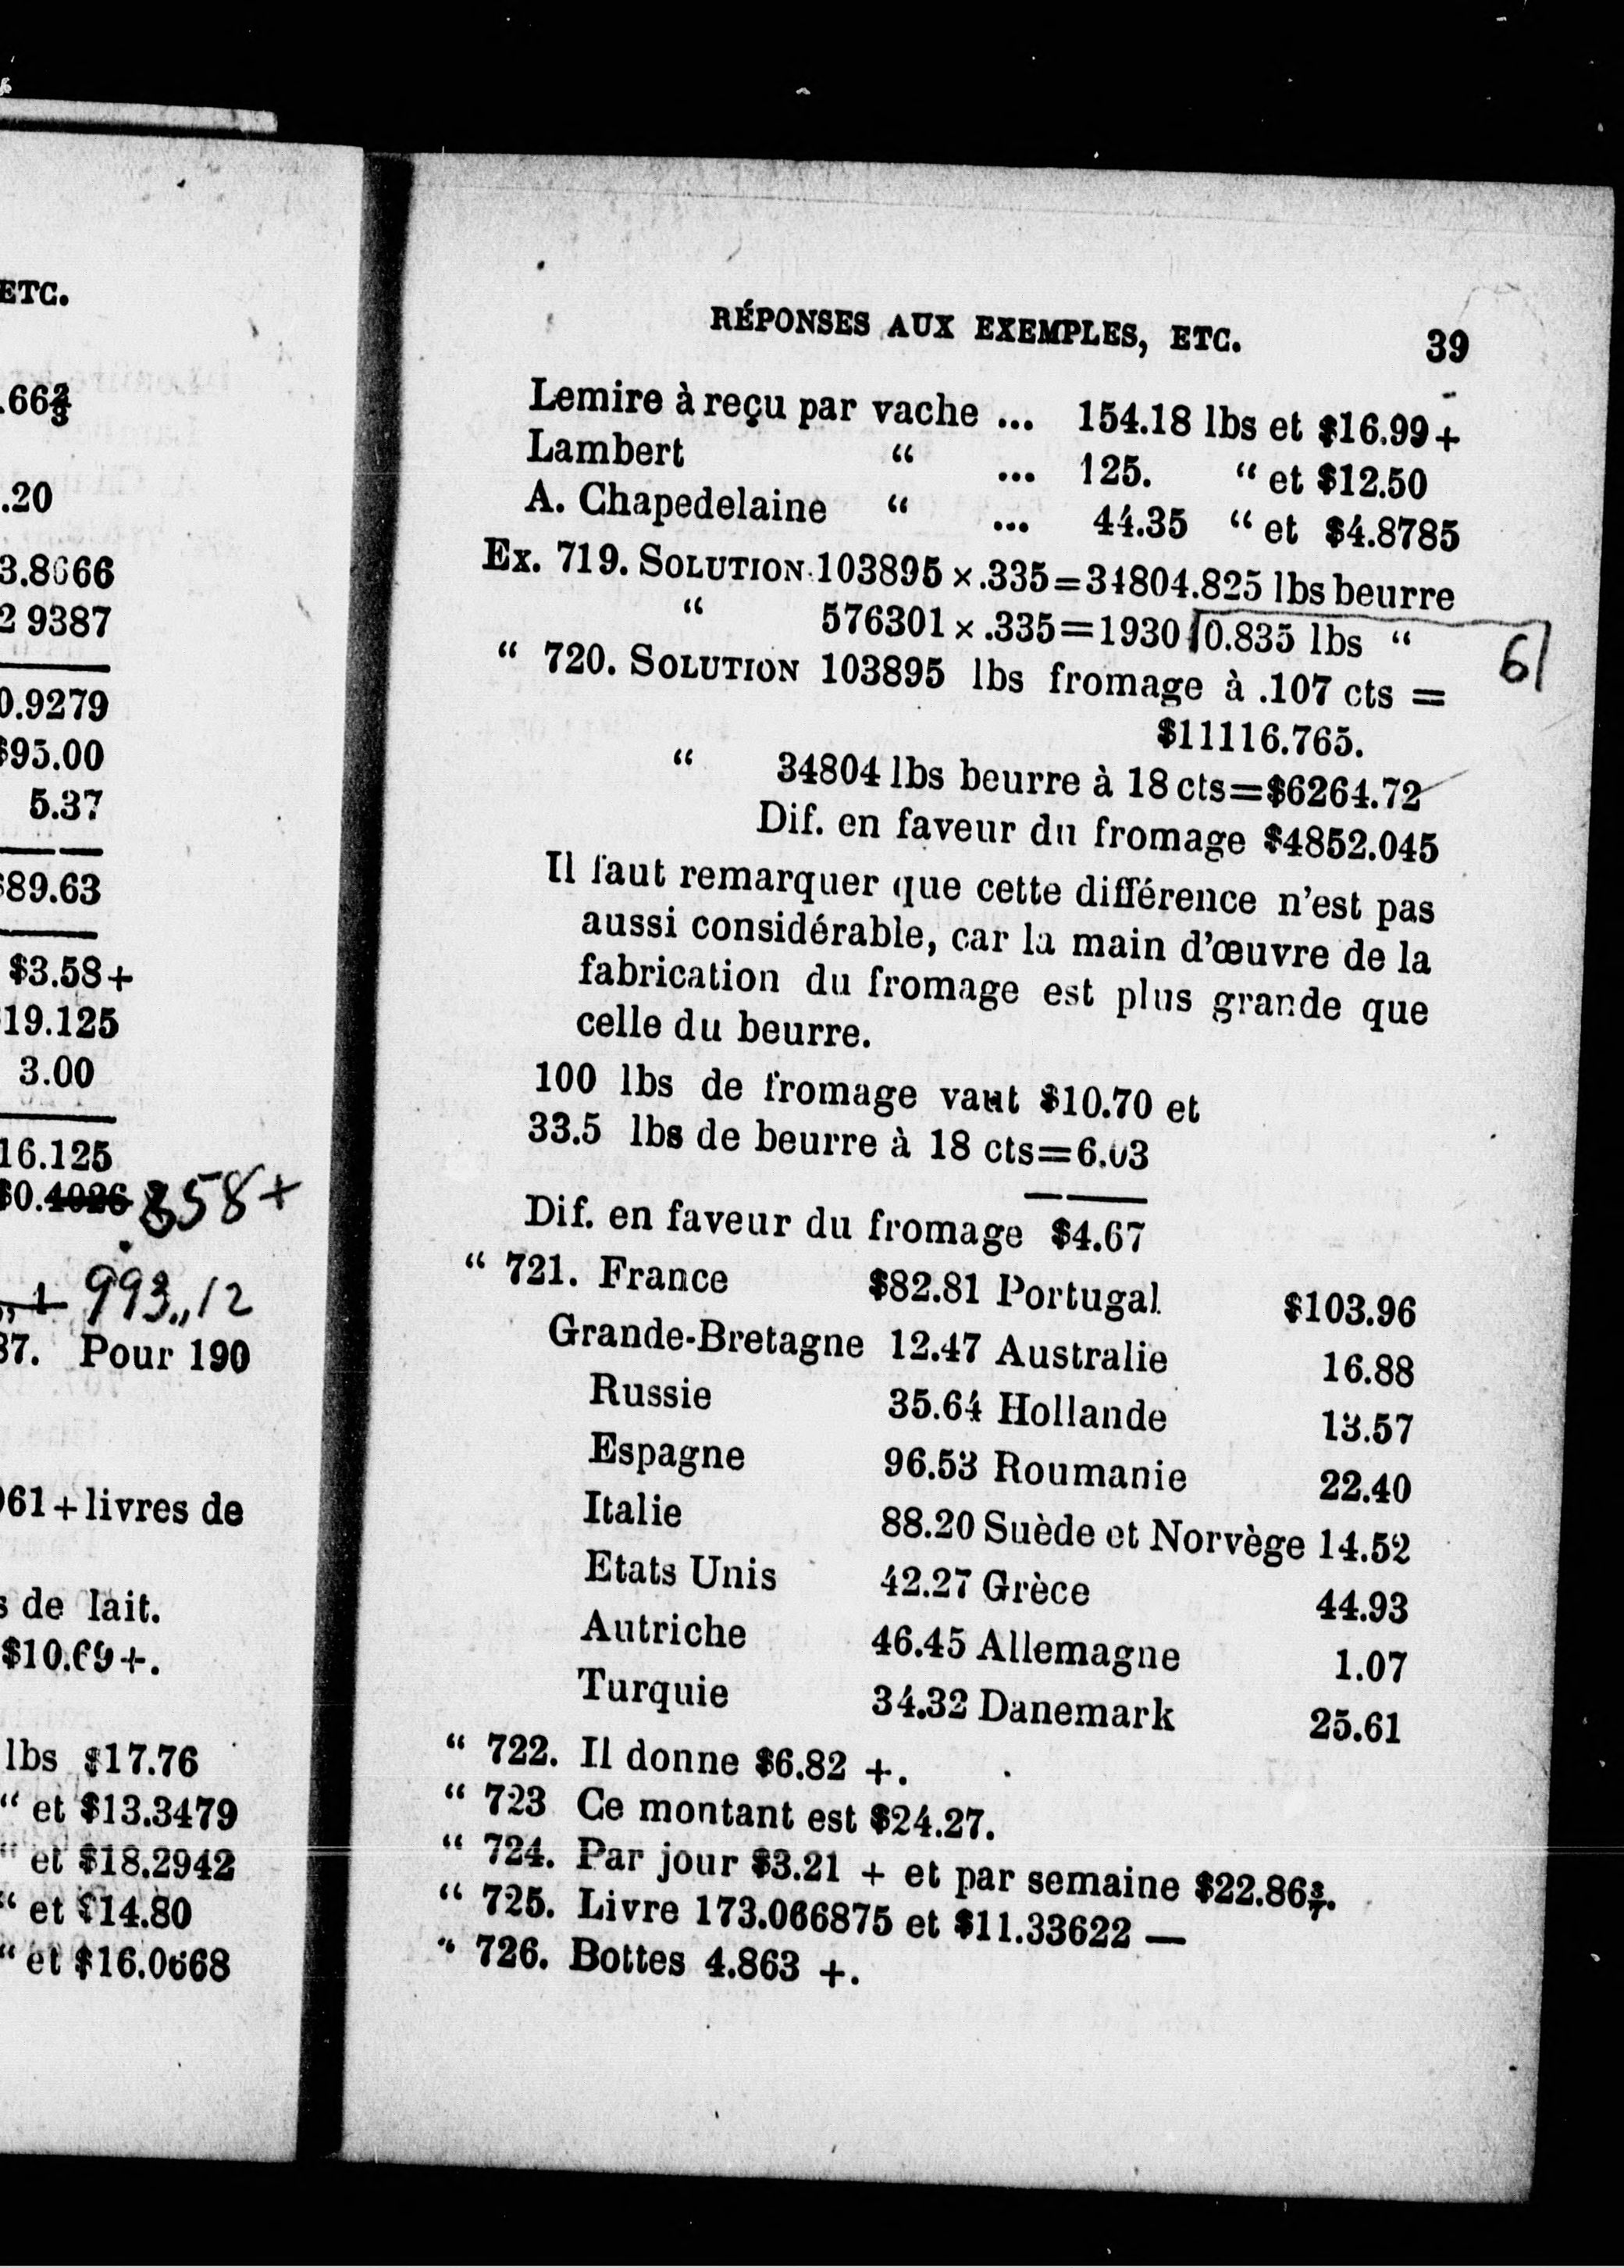 ETC.
.66⅔
.20
3.8666
2 9387
0.9279
$95.00
5.37
$89.63
$3.58+
19.125
3.00
16.125
$0.4026 .358+
993,,12
37. Pour 190
061+livres de
s de lait.
$10.69+.
lbs $17.76
“ et $13.3479
“ et $18.2942
“ et $14.80
“ et $16.0668
RÉPONSES AUX EXEMPLES, ETC. 39
Lemire à reçu par vache ... 154.18 lbs et $16.99+
Lambert “ ... 125. “ et $12.50
A. Chapedelaine “ ... 44.35 “ et $4.8785
Ex. 719. SOLUTION 103895 × .335=34804.825 lbs beurre
“ 576301 × .335=1930 0.835 lbs “ 61
“ 720. SOLUTION 103895 lbs fromage à .107 cts =
$11116.765.
“ 34804 lbs beurre à 18 cts=$6264.72
Dif. en faveur du fromage $4852.045
Il faut remarquer que cette différence n’est pas
aussi considérable, car la main d’œuvre de la
fabrication du fromage est plus grande que
celle du beurre.
100 lbs de fromage vaut $10.70 et
33.5 lbs de beurre à 18 cts=6.03
Dif. en faveur du fromage $4.67
“ 721. France $82.81 Portugal $103.96
Grande-Bretagne 12.47 Australie 16.88
Russie 35.64 Hollande 13.57
Espagne 96.53 Roumanie 22.40
Italie 88.20 Suède et Norvège 14.52
Etats Unis 42.27 Grèce 44.93
Autriche 46.45 Allemagne 1.07
Turquie 34.32 Danemark 25.61
“ 722. Il donne $6.82 +.
“ 723 Ce montant est $24.27.
“ 724. Par jour $3.21 + et par semaine $22.86 3/7.
“ 725. Livre 173.066875 et $11.33622 —
“ 726. Bottes 4.863 +.